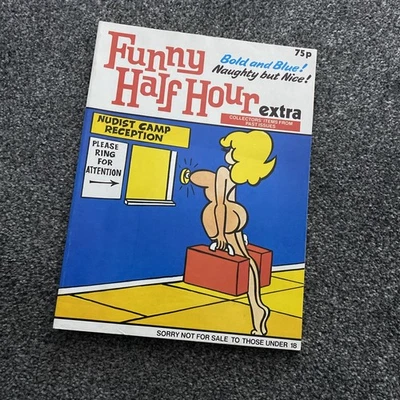 75p
Funny
Half Hour
extra
Bold and Blue!
Naughty but Nice!
COLLECTORS' ITEMS FROM
PAST ISSUES
NUDIST CAMP
RECEPTION
PLEASE
RING
FOR
ATTENTION
SORRY NOT FOR SALE TO THOSE UNDER 18